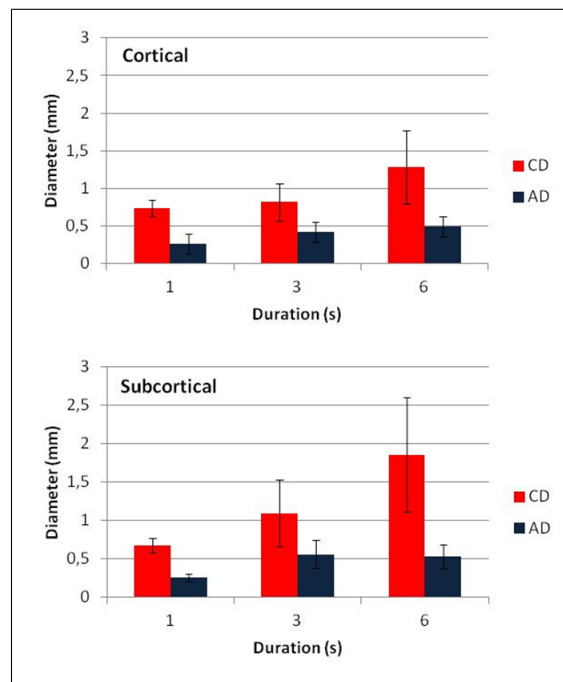 Cortical
3
2,5
2
1,5
1
0,5
0
Diameter (mm)
1 3 6
Duration (s)
CD
AD
Subcortical
3
2,5
2
1,5
1
0,5
0
Diameter (mm)
1 3 6
Duration (s)
CD
AD